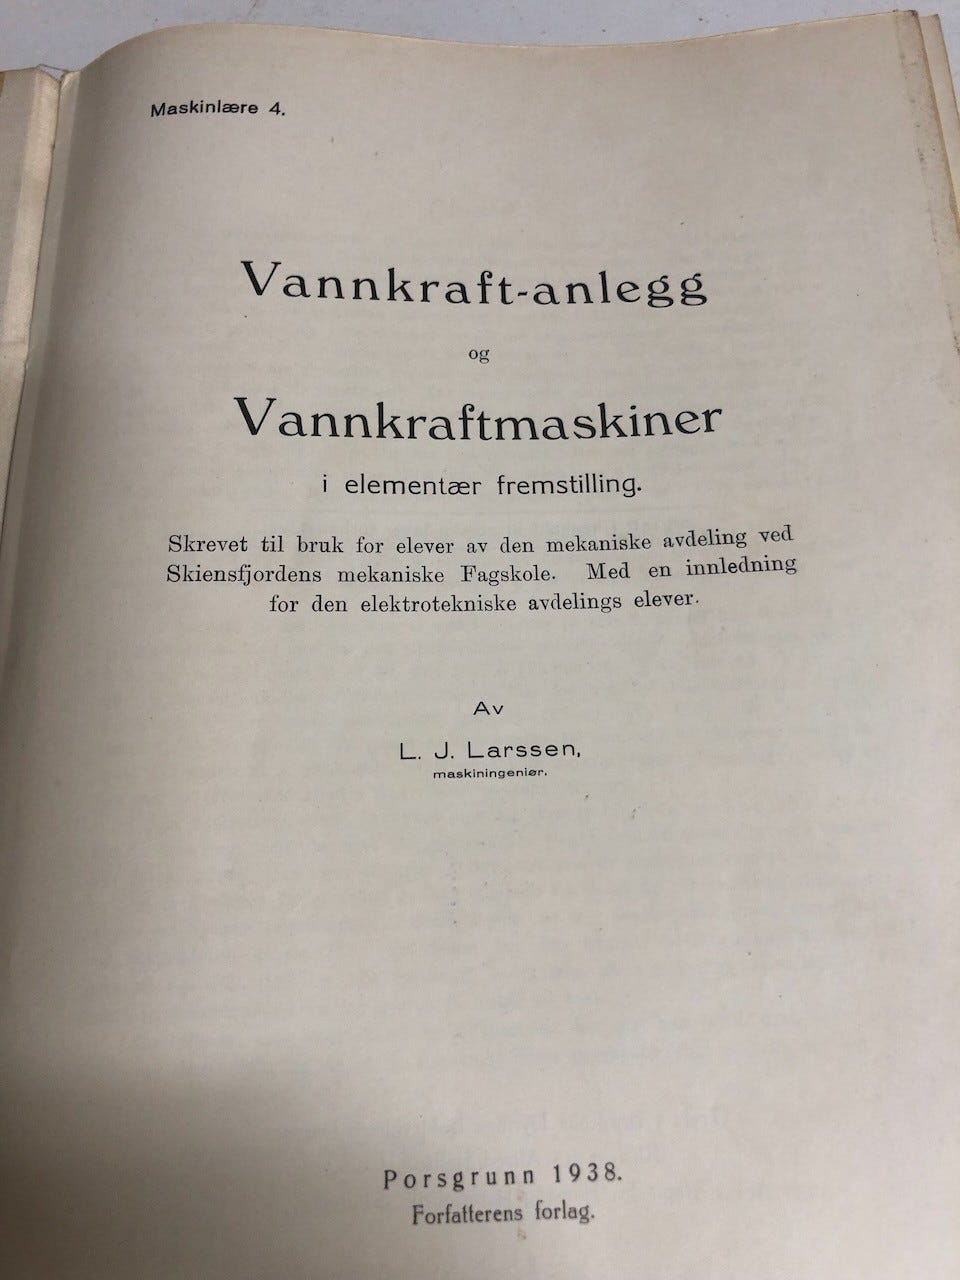 Maskinlære 4.
Vannkraft-anlegg
og
Vannkraftmaskiner
i elementær fremstilling.
Skrevet til bruk for elever av den mekaniske avdeling ved
Skiensfjordens mekaniske Fagskole. Med en innledning
for den elektrotekniske avdelings elever.
Av
L. J. Larssen,
maskiningeniør.
Porsgrunn 1938.
Forfatterens forlag.